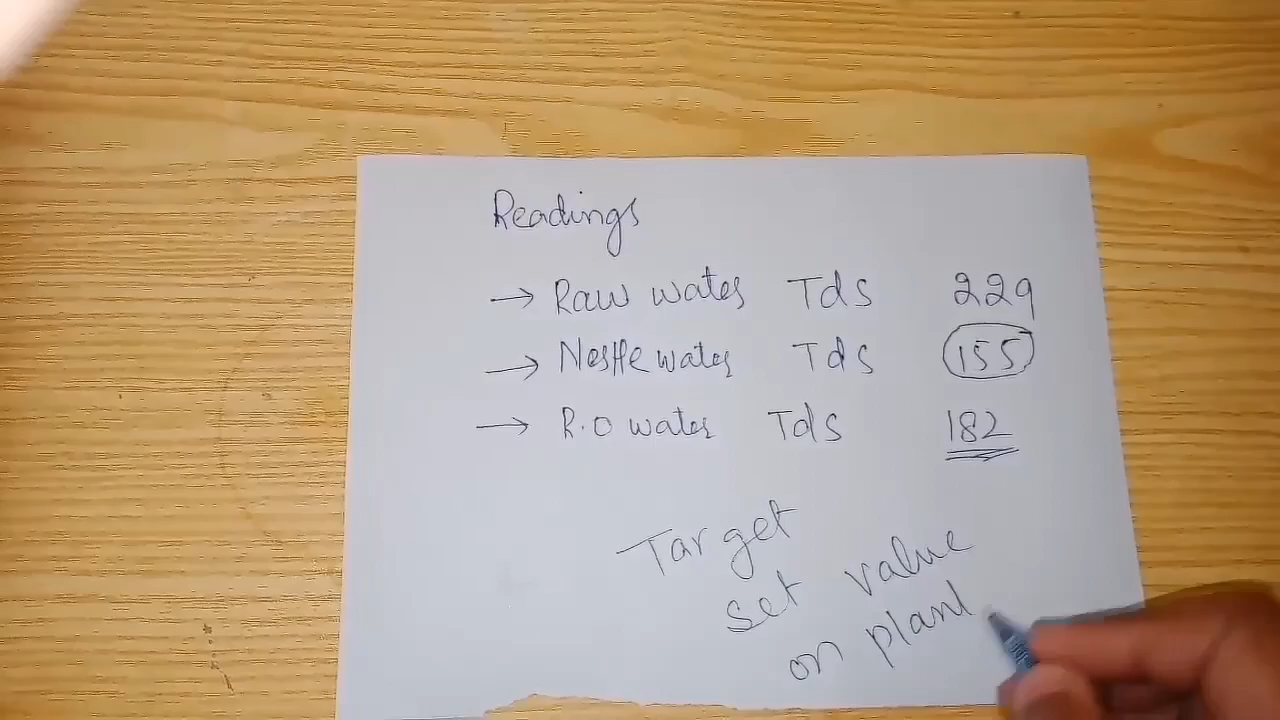 Readings
→ Raw water Tds 229
→ Nestle water Tds 155
→ R.O water Tds 182
Target
set value
on plant